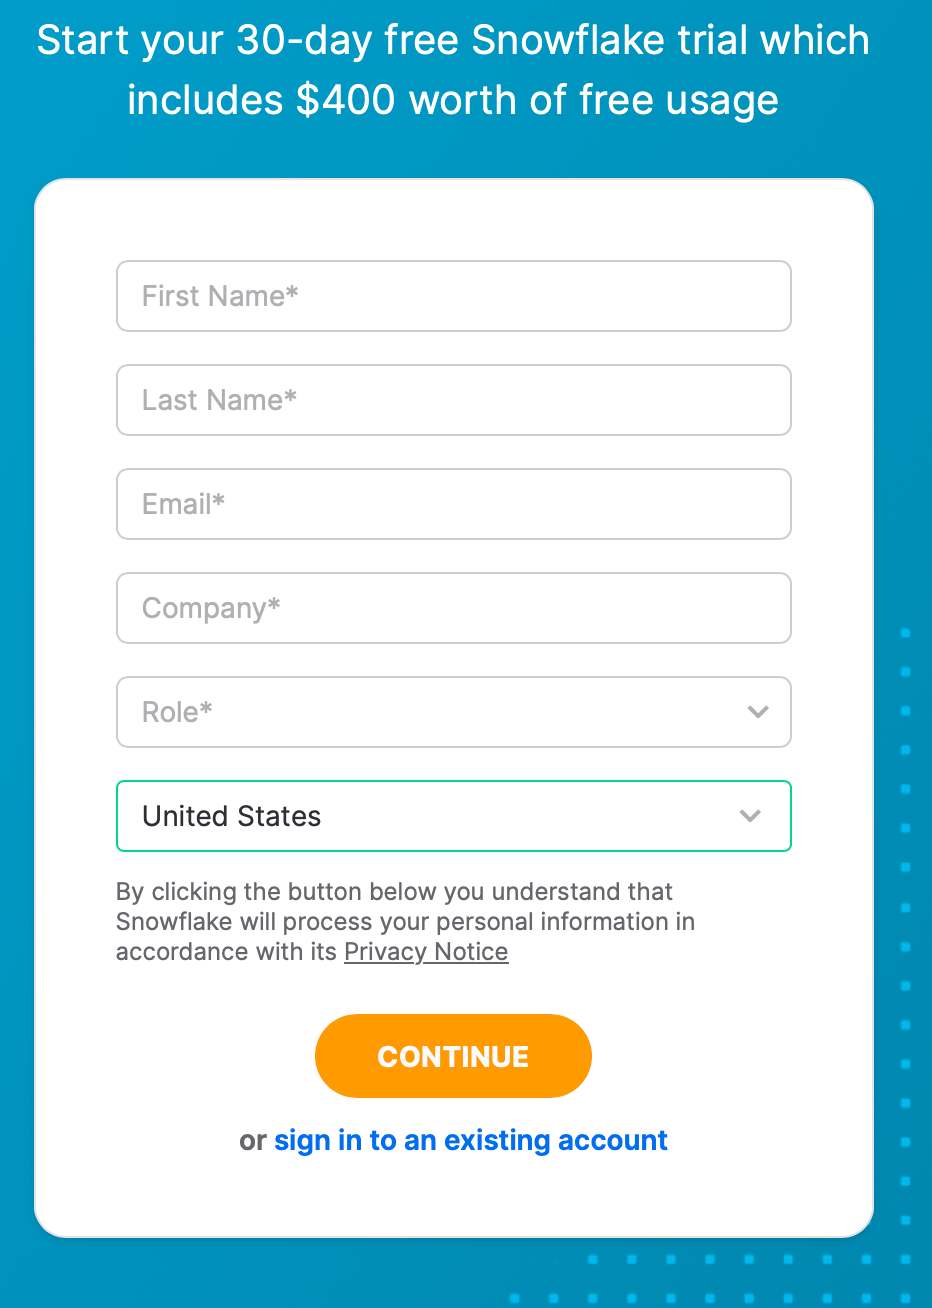 Start your 30-day free Snowflake trial which
includes $400 worth of free usage
First Name*
Last Name*
Email*
Company*
Role*
United States
By clicking the button below you understand that
Snowflake will process your personal information in
accordance with its Privacy Notice
CONTINUE
or sign in to an existing account